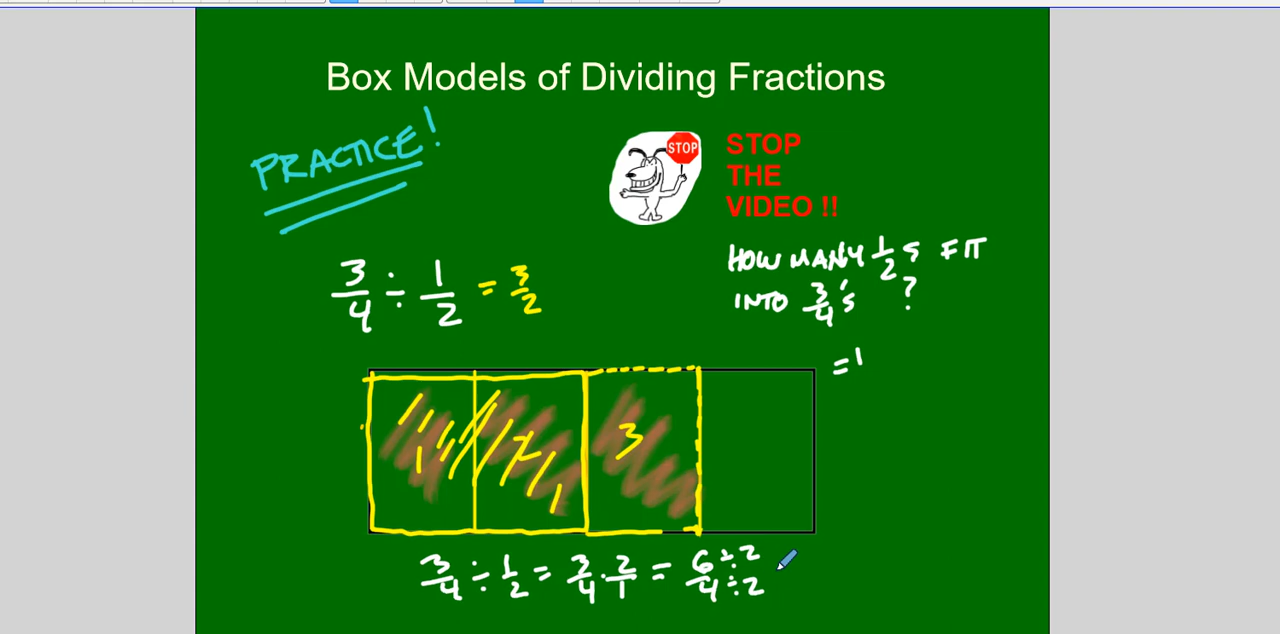 Box Models of Dividing Fractions
PRACTICE!
STOP
STOP
THE
VIDEO !!
HOW MANY 1/2 s FIT
INTO 3/4's ?
3/4 ÷ 1/2 = 3/2
= 1
1 2 3
3/4 ÷ 1/2 = 3/4 · 2/1 = 6÷2/4÷2